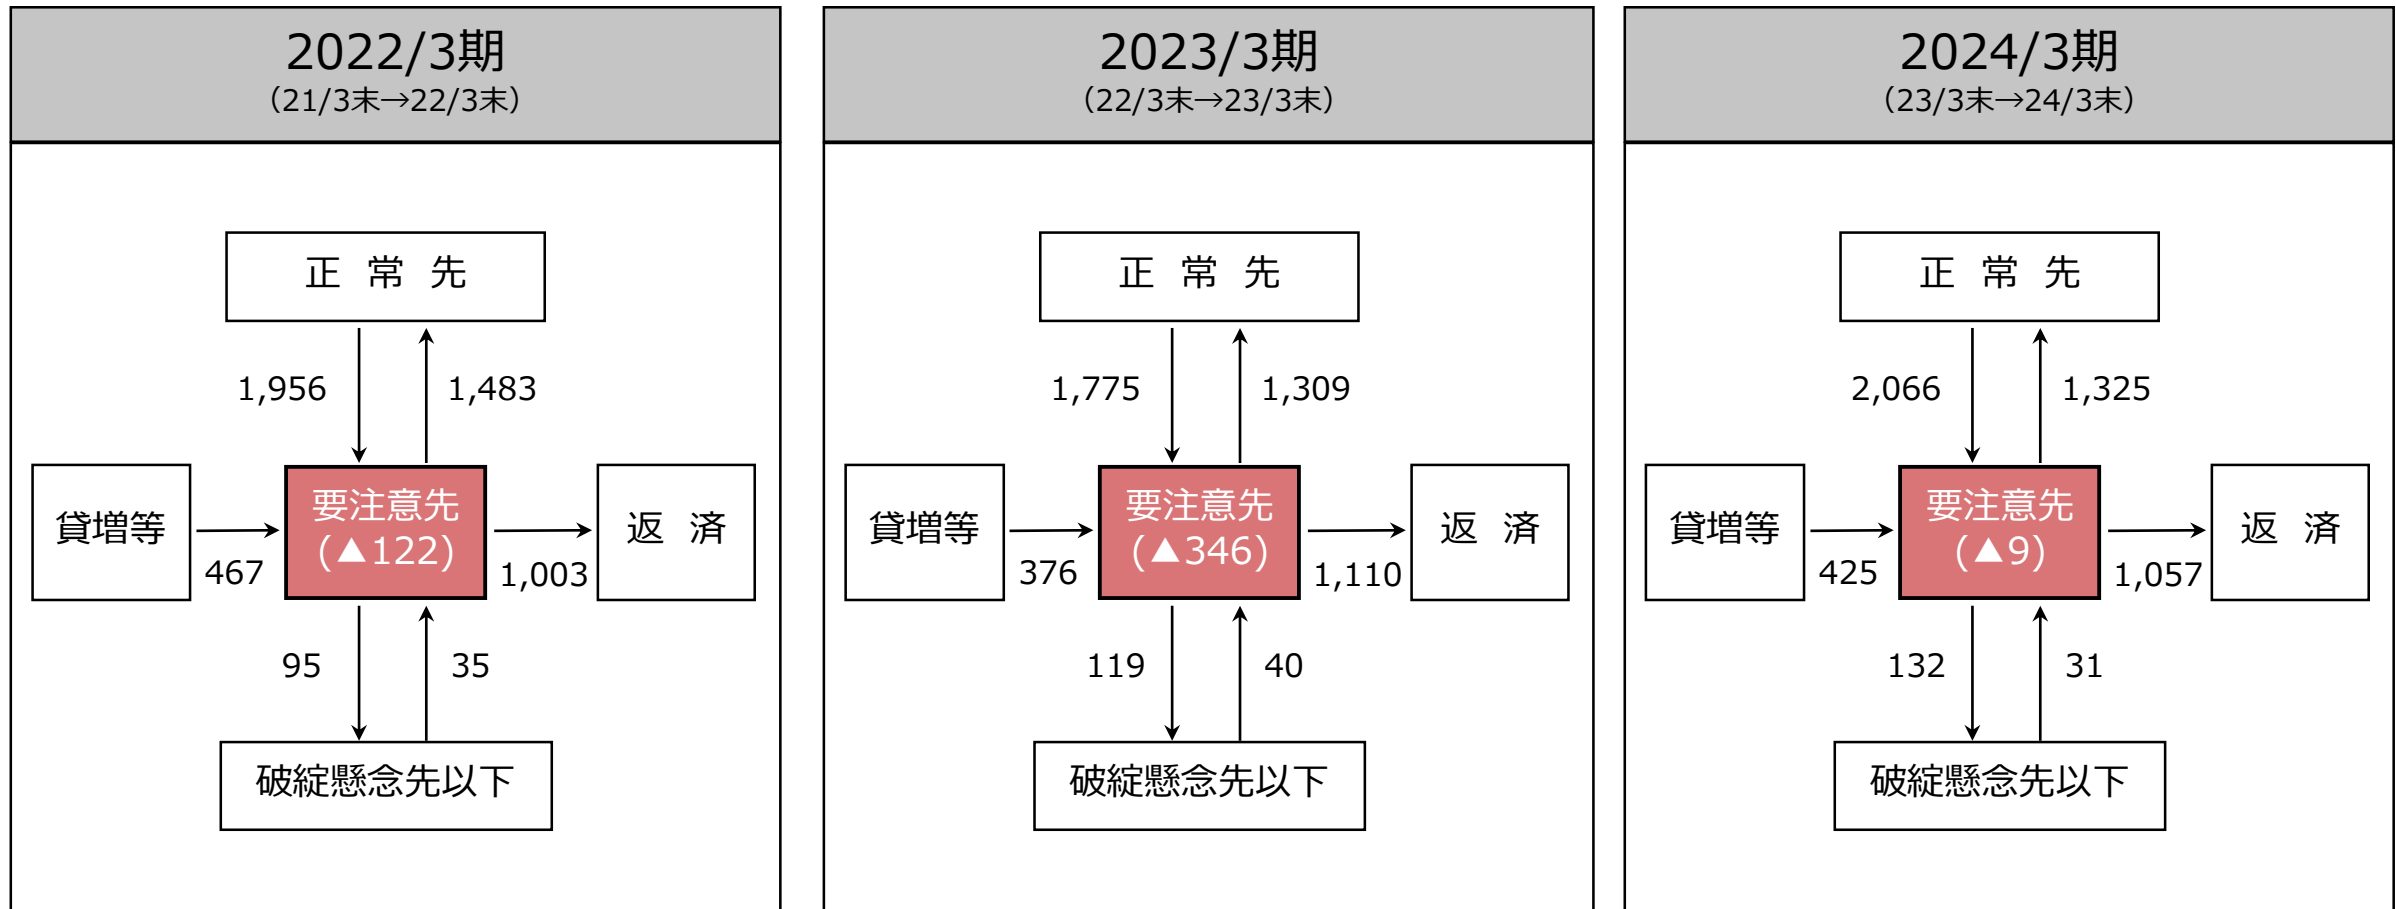 2022/3期
（21/3末→22/3末）
正 常 先
1,956
1,483
貸増等
467
要注意先
(▲122)
1,003
返 済
95
35
破綻懸念先以下
2023/3期
（22/3末→23/3末）
正 常 先
1,775
1,309
貸増等
376
要注意先
(▲346)
1,110
返 済
119
40
破綻懸念先以下
2024/3期
（23/3末→24/3末）
正 常 先
2,066
1,325
貸増等
425
要注意先
(▲9)
1,057
返 済
132
31
破綻懸念先以下